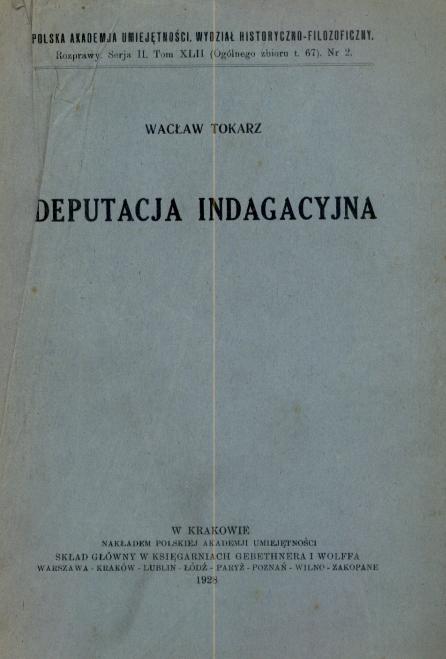 POLSKA AKADEMJA UMIEJĘTNOŚCI. WYDZIAŁ HISTORYCZNO-FILOZOFICZNY.
Rozprawy. Serja II. Tom XLII (Ogólnego zbioru t. 67). Nr 2.
WACŁAW TOKARZ
DEPUTACJA INDAGACYJNA
W KRAKOWIE
NAKŁADEM POLSKIEJ AKADEMJI UMIEJĘTNOŚCI
SKŁAD GŁÓWNY W KSIĘGARNIACH GEBETHNERA I WOLFFA
WARSZAWA - KRAKÓW - LUBLIN - ŁÓDŹ - PARYŻ - POZNAŃ - WILNO - ZAKOPANE
1928